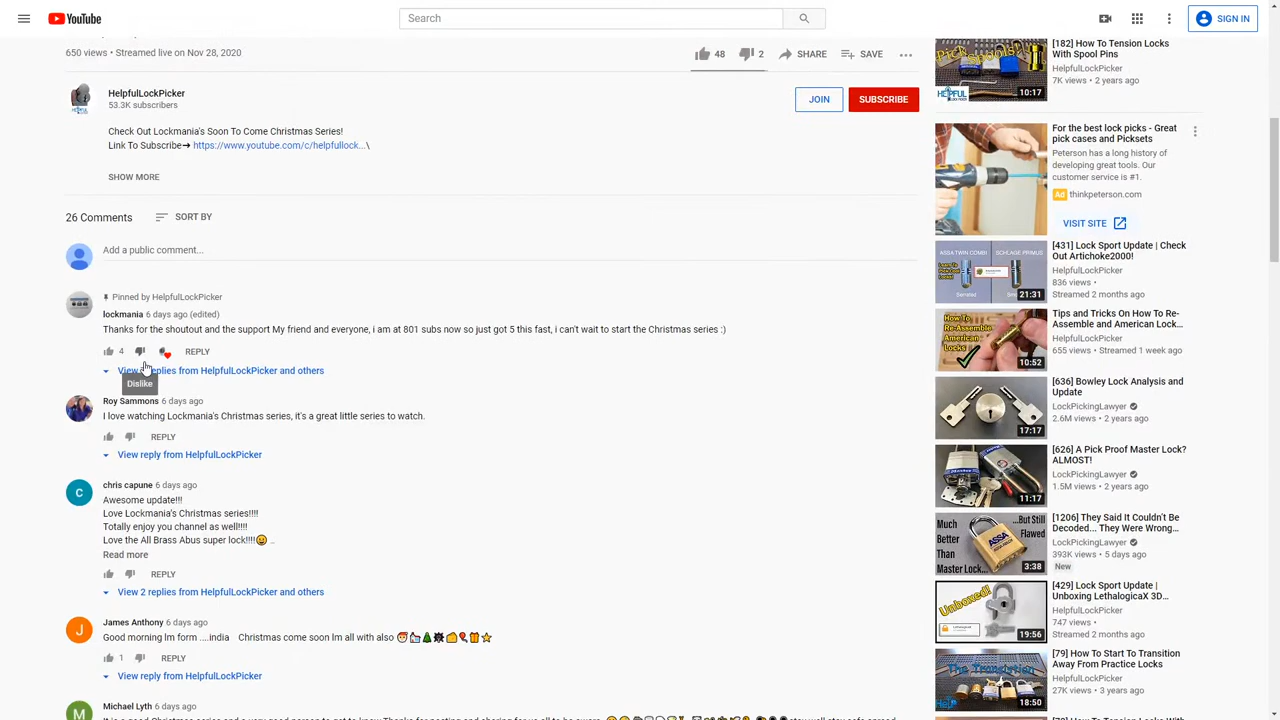 YouTube
Search
SIGN IN
650 views • Streamed live on Nov 28, 2020
48
2
SHARE
SAVE
HelpfulLockPicker
53.3K subscribers
JOIN
SUBSCRIBE
Check Out Lockmania's Soon To Come Christmas Series!
Link To Subscribe➞ https://www.youtube.com/c/helpfullock...\
SHOW MORE
26 Comments
SORT BY
Add a public comment...
Pinned by HelpfulLockPicker
lockmania 6 days ago (edited)
Thanks for the shoutout and the support My friend and everyone, i am at 801 subs now so just got 5 this fast, i can't wait to start the Christmas series :)
4
REPLY
View replies from HelpfulLockPicker and others
Dislike
Roy Sammons 6 days ago
I love watching Lockmania's Christmas series, it's a great little series to watch.
REPLY
View reply from HelpfulLockPicker
C
chris capune 6 days ago
Awesome update!!!
Love Lockmania's Christmas series!!!!
Totally enjoy you channel as well!!!!
Love the All Brass Abus super lock!!!!😀 ..
Read more
REPLY
View 2 replies from HelpfulLockPicker and others
J
James Anthony 6 days ago
Good morning Im form ....india Christmas come soon Im all with also
1
REPLY
View reply from HelpfulLockPicker
M
Michael Lyth 6 days ago
Pick Spools!
HELPFUL
10:17
[182] How To Tension Locks
With Spool Pins
HelpfulLockPicker
7K views • 2 years ago
For the best lock picks - Great
pick cases and Picksets
Peterson has a long history of
developing great tools. Our
customer service is #1.
Ad thinkpeterson.com
VISIT SITE
ASSA TWIN COMBI
SCHLAGE PRIMUS
Serrated
21:31
[431] Lock Sport Update | Check
Out Artichoke2000!
HelpfulLockPicker
836 views •
Streamed 2 months ago
How To
Re-Assemble
American
Locks
10:52
Tips and Tricks On How To Re-
Assemble and American Lock...
HelpfulLockPicker
655 views • Streamed 1 week ago
17:17
[636] Bowley Lock Analysis and
Update
LockPickingLawyer
2.6M views • 2 years ago
11:17
[626] A Pick Proof Master Lock?
ALMOST!
LockPickingLawyer
1.5M views • 2 years ago
Much
Better
Than
Master Lock...
...But Still
Flawed
ASSA
3:38
[1206] They Said It Couldn't Be
Decoded... They Were Wrong...
LockPickingLawyer
393K views • 5 days ago
New
Unboxed!
19:56
[429] Lock Sport Update |
Unboxing LethalogicaX 3D...
HelpfulLockPicker
747 views •
Streamed 2 months ago
18:50
[79] How To Start To Transition
Away From Practice Locks
HelpfulLockPicker
27K views • 3 years ago